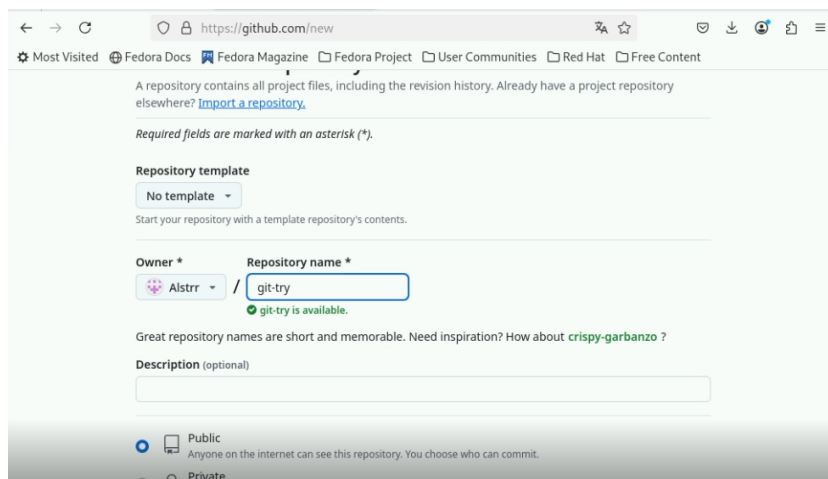 https://github.com/new
Most Visited Fedora Docs Fedora Magazine Fedora Project User Communities Red Hat Free Content
A repository contains all project files, including the revision history. Already have a project repository
elsewhere? Import a repository.
Required fields are marked with an asterisk (*).
Repository template
No template
Start your repository with a template repository's contents.
Owner * Repository name *
Alstrr / git-try
git-try is available.
Great repository names are short and memorable. Need inspiration? How about crispy-garbanzo ?
Description (optional)
Public
Anyone on the internet can see this repository. You choose who can commit.
Private